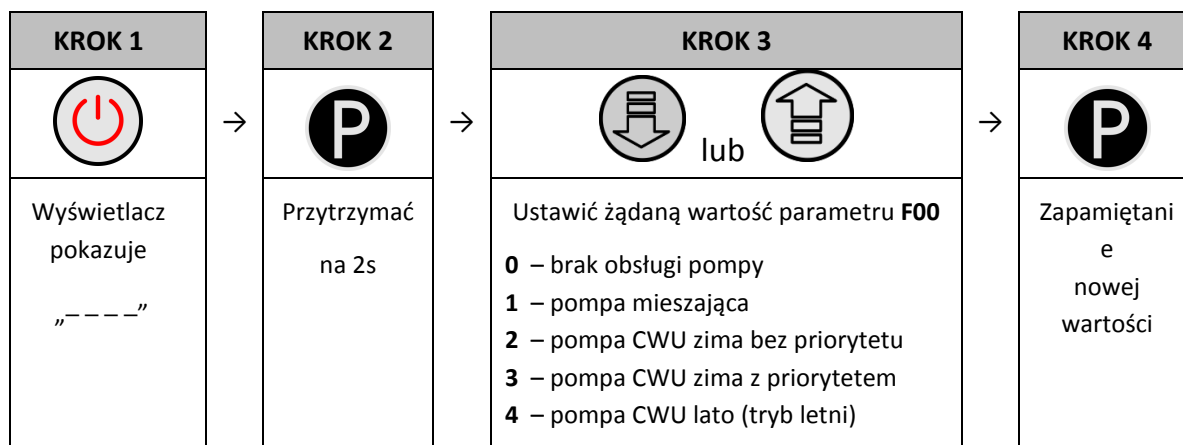 KROK 1
KROK 2
KROK 3
KROK 4
→
P
→
lub
→
P
Wyświetlacz
pokazuje
„– – – –”
Przytrzymać
na 2s
Ustawić żądaną wartość parametru F00
0 – brak obsługi pompy
1 – pompa mieszająca
2 – pompa CWU zima bez priorytetu
3 – pompa CWU zima z priorytetem
4 – pompa CWU lato (tryb letni)
Zapamiętani
e
nowej
wartości